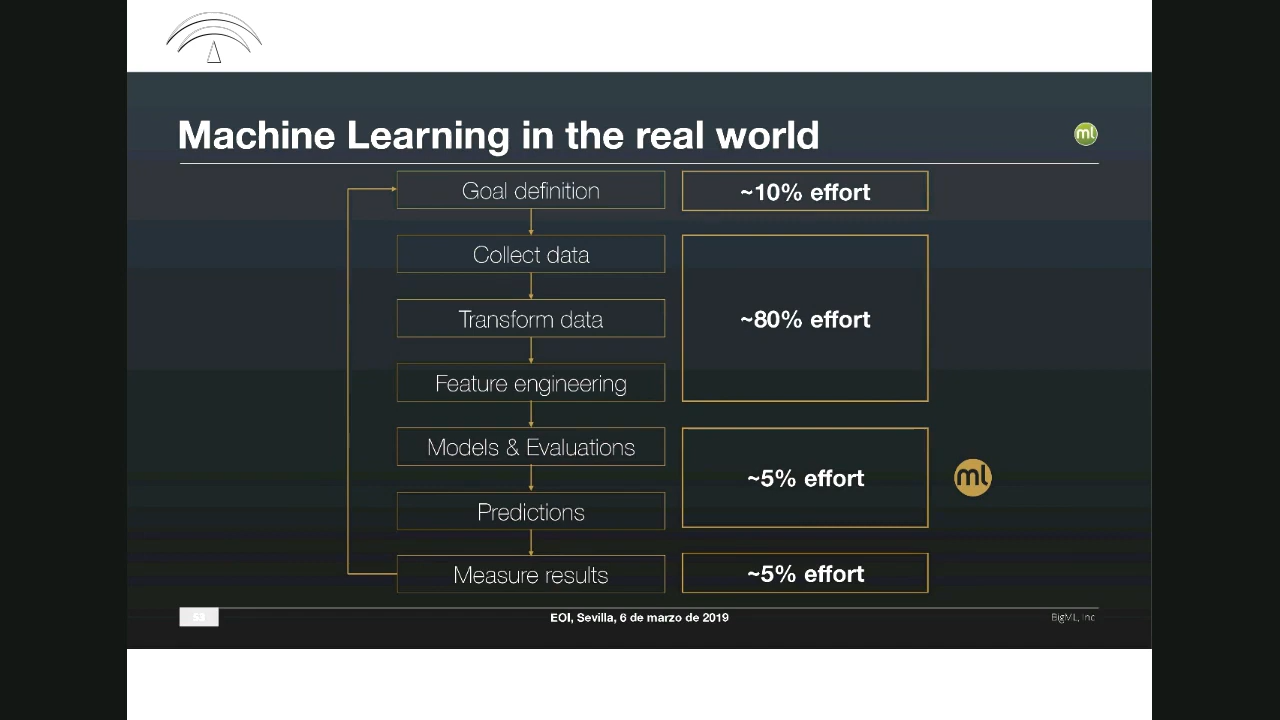 Machine Learning in the real world
ml
Goal definition
~10% effort
Collect data
Transform data
~80% effort
Feature engineering
Models & Evaluations
~5% effort
ml
Predictions
Measure results
~5% effort
EOI, Sevilla, 6 de marzo de 2019
BigML, Inc